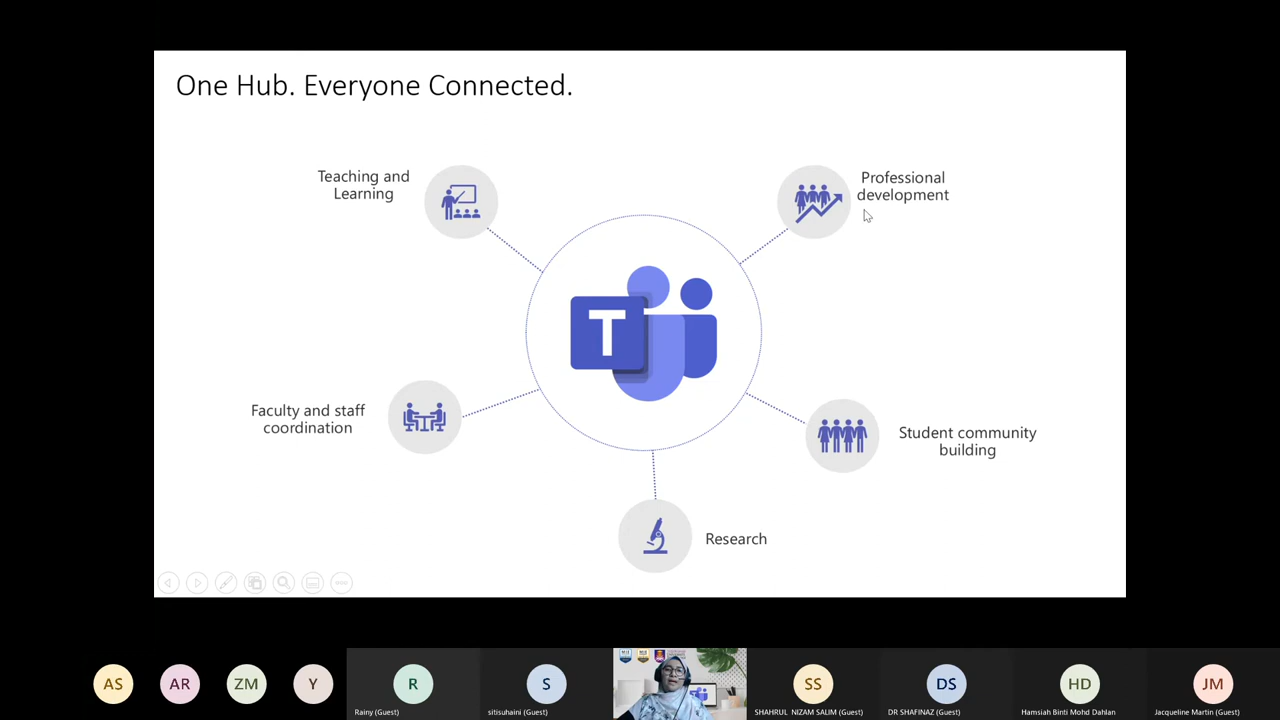 One Hub. Everyone Connected.
Teaching and
Learning
Professional
development
T
Faculty and staff
coordination
Student community
building
Research
AS
AR
ZM
Y
R
S
SS
DS
HD
JM
Rainy (Guest)
sitisuhaini (Guest)
SHAHRUL NIZAM SALIM (Guest)
DR SHAFINAZ (Guest)
Hamsiah Binti Mohd Dahlan
Jacqueline Martin (Guest)